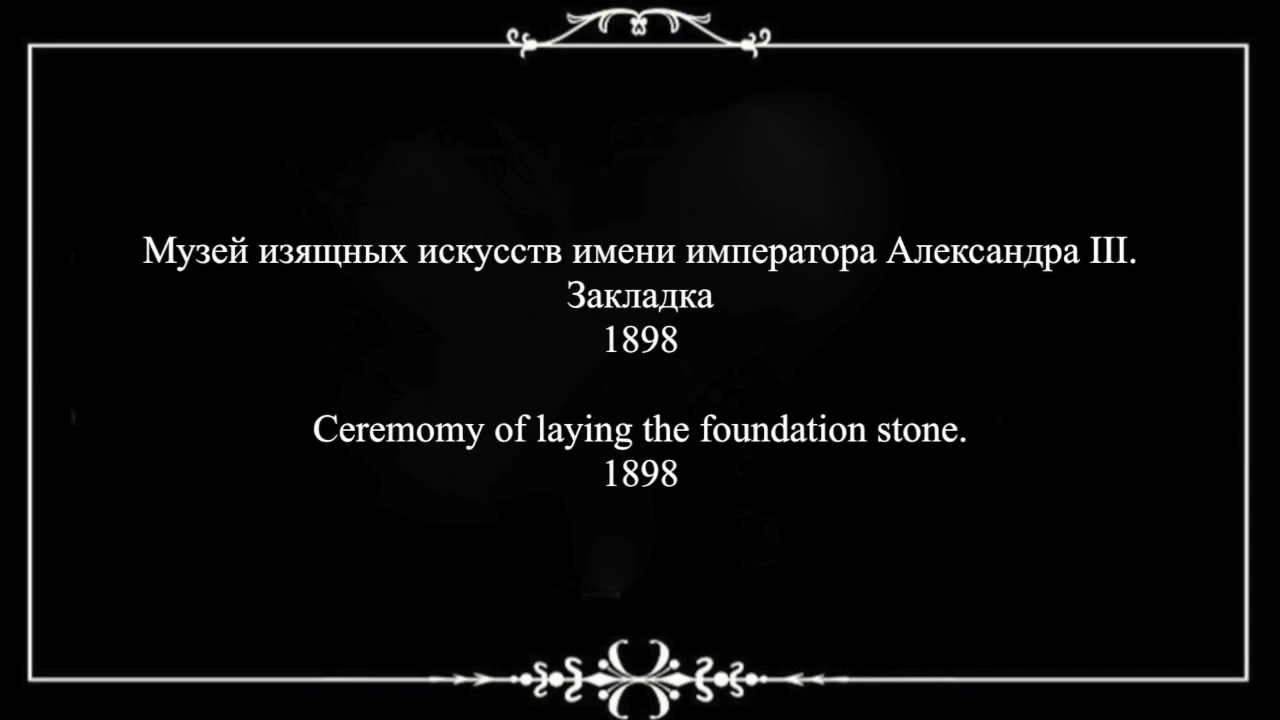 Музей изящных искусств имени императора Александра III.
Закладка
1898
Ceremomy of laying the foundation stone.
1898